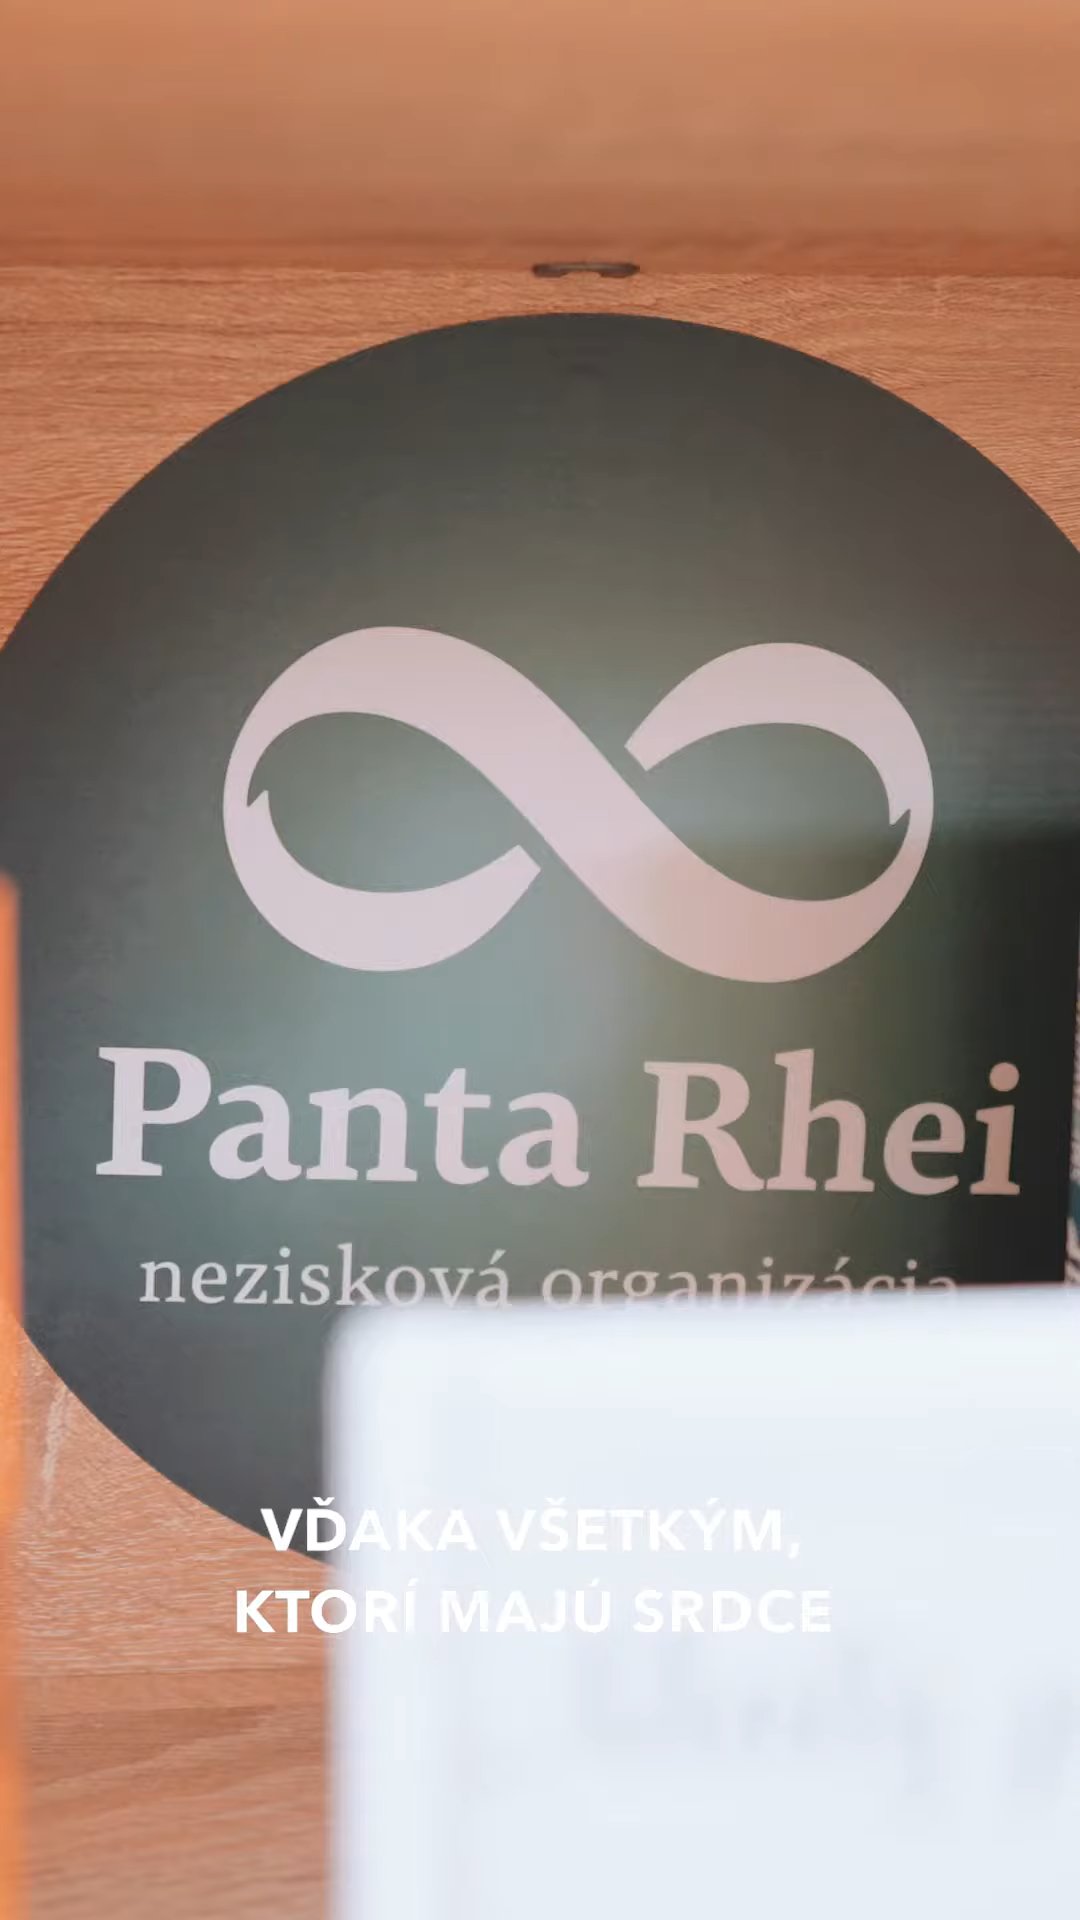 Panta Rhei
nezisková organizácia
VĎAKA VŠETKÝM,
KTORÍ MAJÚ SRDCE